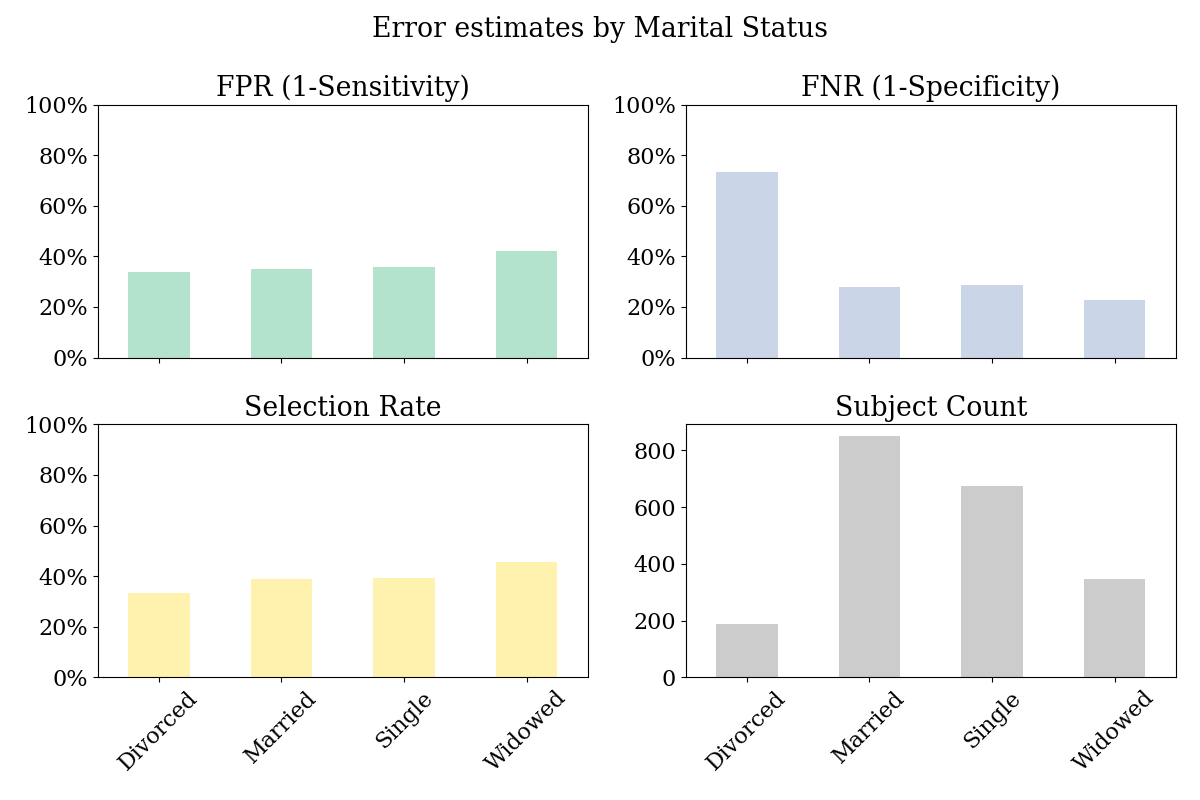 Error estimates by Marital Status
FPR (1-Sensitivity)
100%
80%
60%
40%
20%
0%
FNR (1-Specificity)
100%
80%
60%
40%
20%
0%
Selection Rate
100%
80%
60%
40%
20%
0%
Divorced
Married
Single
Widowed
Subject Count
800
600
400
200
0
Divorced
Married
Single
Widowed